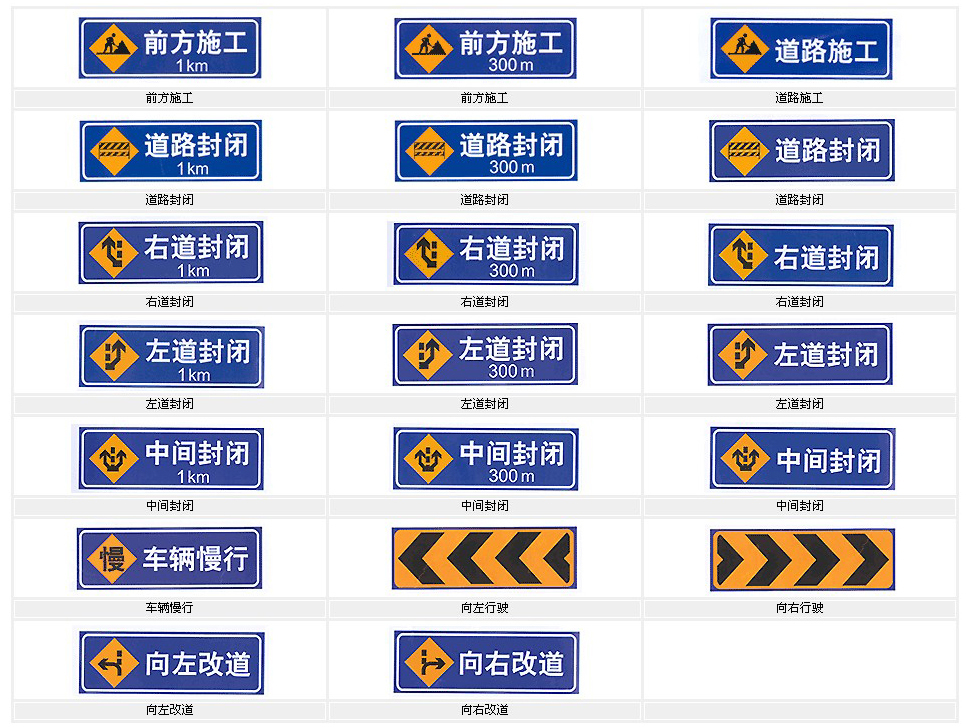 前方施工
1km
前方施工
300m
道路施工
前方施工
前方施工
道路施工
道路封闭
1km
道路封闭
300m
道路封闭
道路封闭
道路封闭
道路封闭
右道封闭
1km
右道封闭
300m
右道封闭
右道封闭
右道封闭
右道封闭
左道封闭
1km
左道封闭
300m
左道封闭
左道封闭
左道封闭
左道封闭
中间封闭
1km
中间封闭
300m
中间封闭
中间封闭
中间封闭
中间封闭
慢
车辆慢行
车辆慢行
向左行驶
向右行驶
向左改道
向右改道
向左改道
向右改道